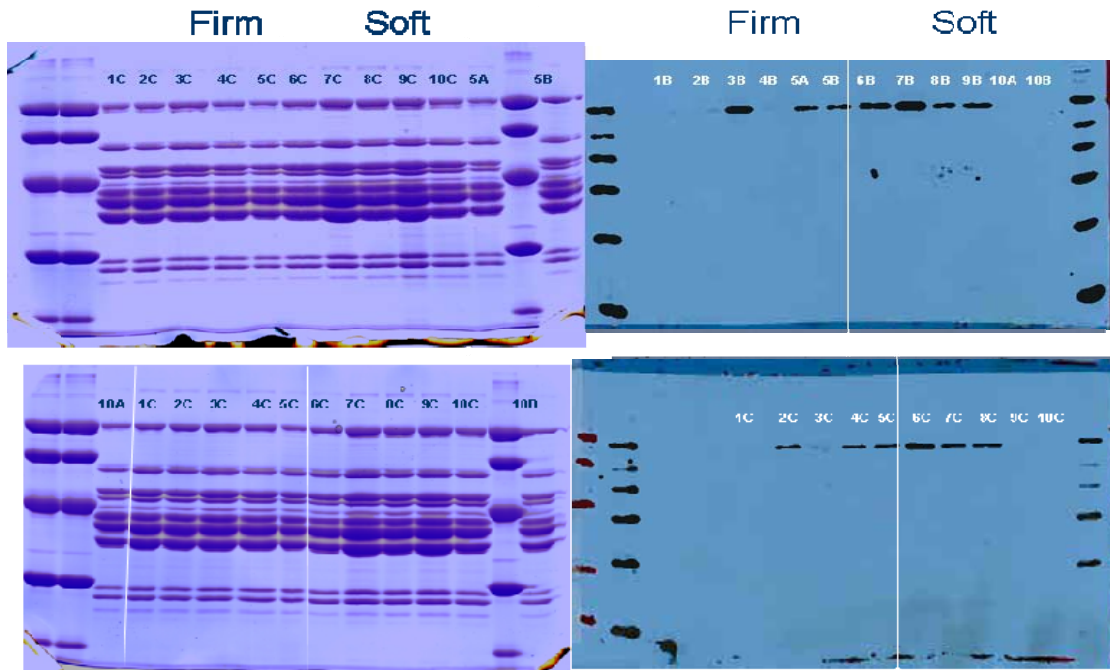 Firm Soft
Firm Soft
1C 2C 3C 4C 5C 6C 7C 8C 9C 10C 5A 5B
1B 2B 3B 4B 5A 5B 6B 7B 8B 9B 10A 10B
10A 1C 2C 3C 4C 5C 6C 7C 8C 9C 10C
1C 2C 3C 4C 5C 6C 7C 8C 9C 10C